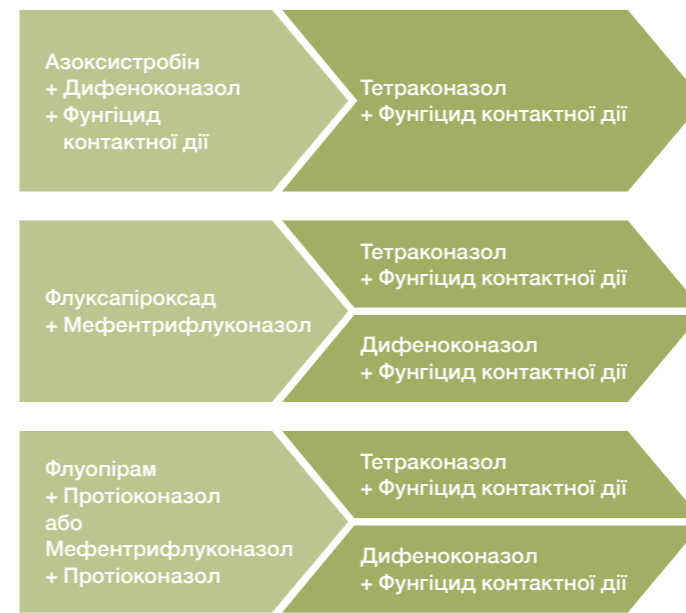 Азоксистробін
+ Дифеноконазол
+ Фунгіцид
контактної дії
Тетраконазол
+ Фунгіцид контактної дії
Флуксапіроксад
+ Мефентрифлуконазол
Тетраконазол
+ Фунгіцид контактної дії
Дифеноконазол
+ Фунгіцид контактної дії
Флуопірам
+ Протіоконазол
або
Мефентрифлуконазол
+ Протіоконазол
Тетраконазол
+ Фунгіцид контактної дії
Дифеноконазол
+ Фунгіцид контактної дії